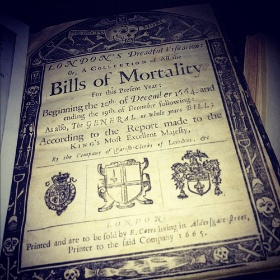 LONDON'S Dreadful Visitation:
Or, A COLLECTION of All the
Bills of Mortality
For this Present Year:
Beginning the 20th of December 1664. and
ending the 19th. of December following:
As also, The GENERAL or whole years BILL:
According to the Report made to the
KING'S Most Excellent Majesty,
By the Company of Parish-Clerks of London, &c
LONDON
Printed and are to be sold by E. Cotes living in Aldersgate-street,
Printer to the said Company 1665.